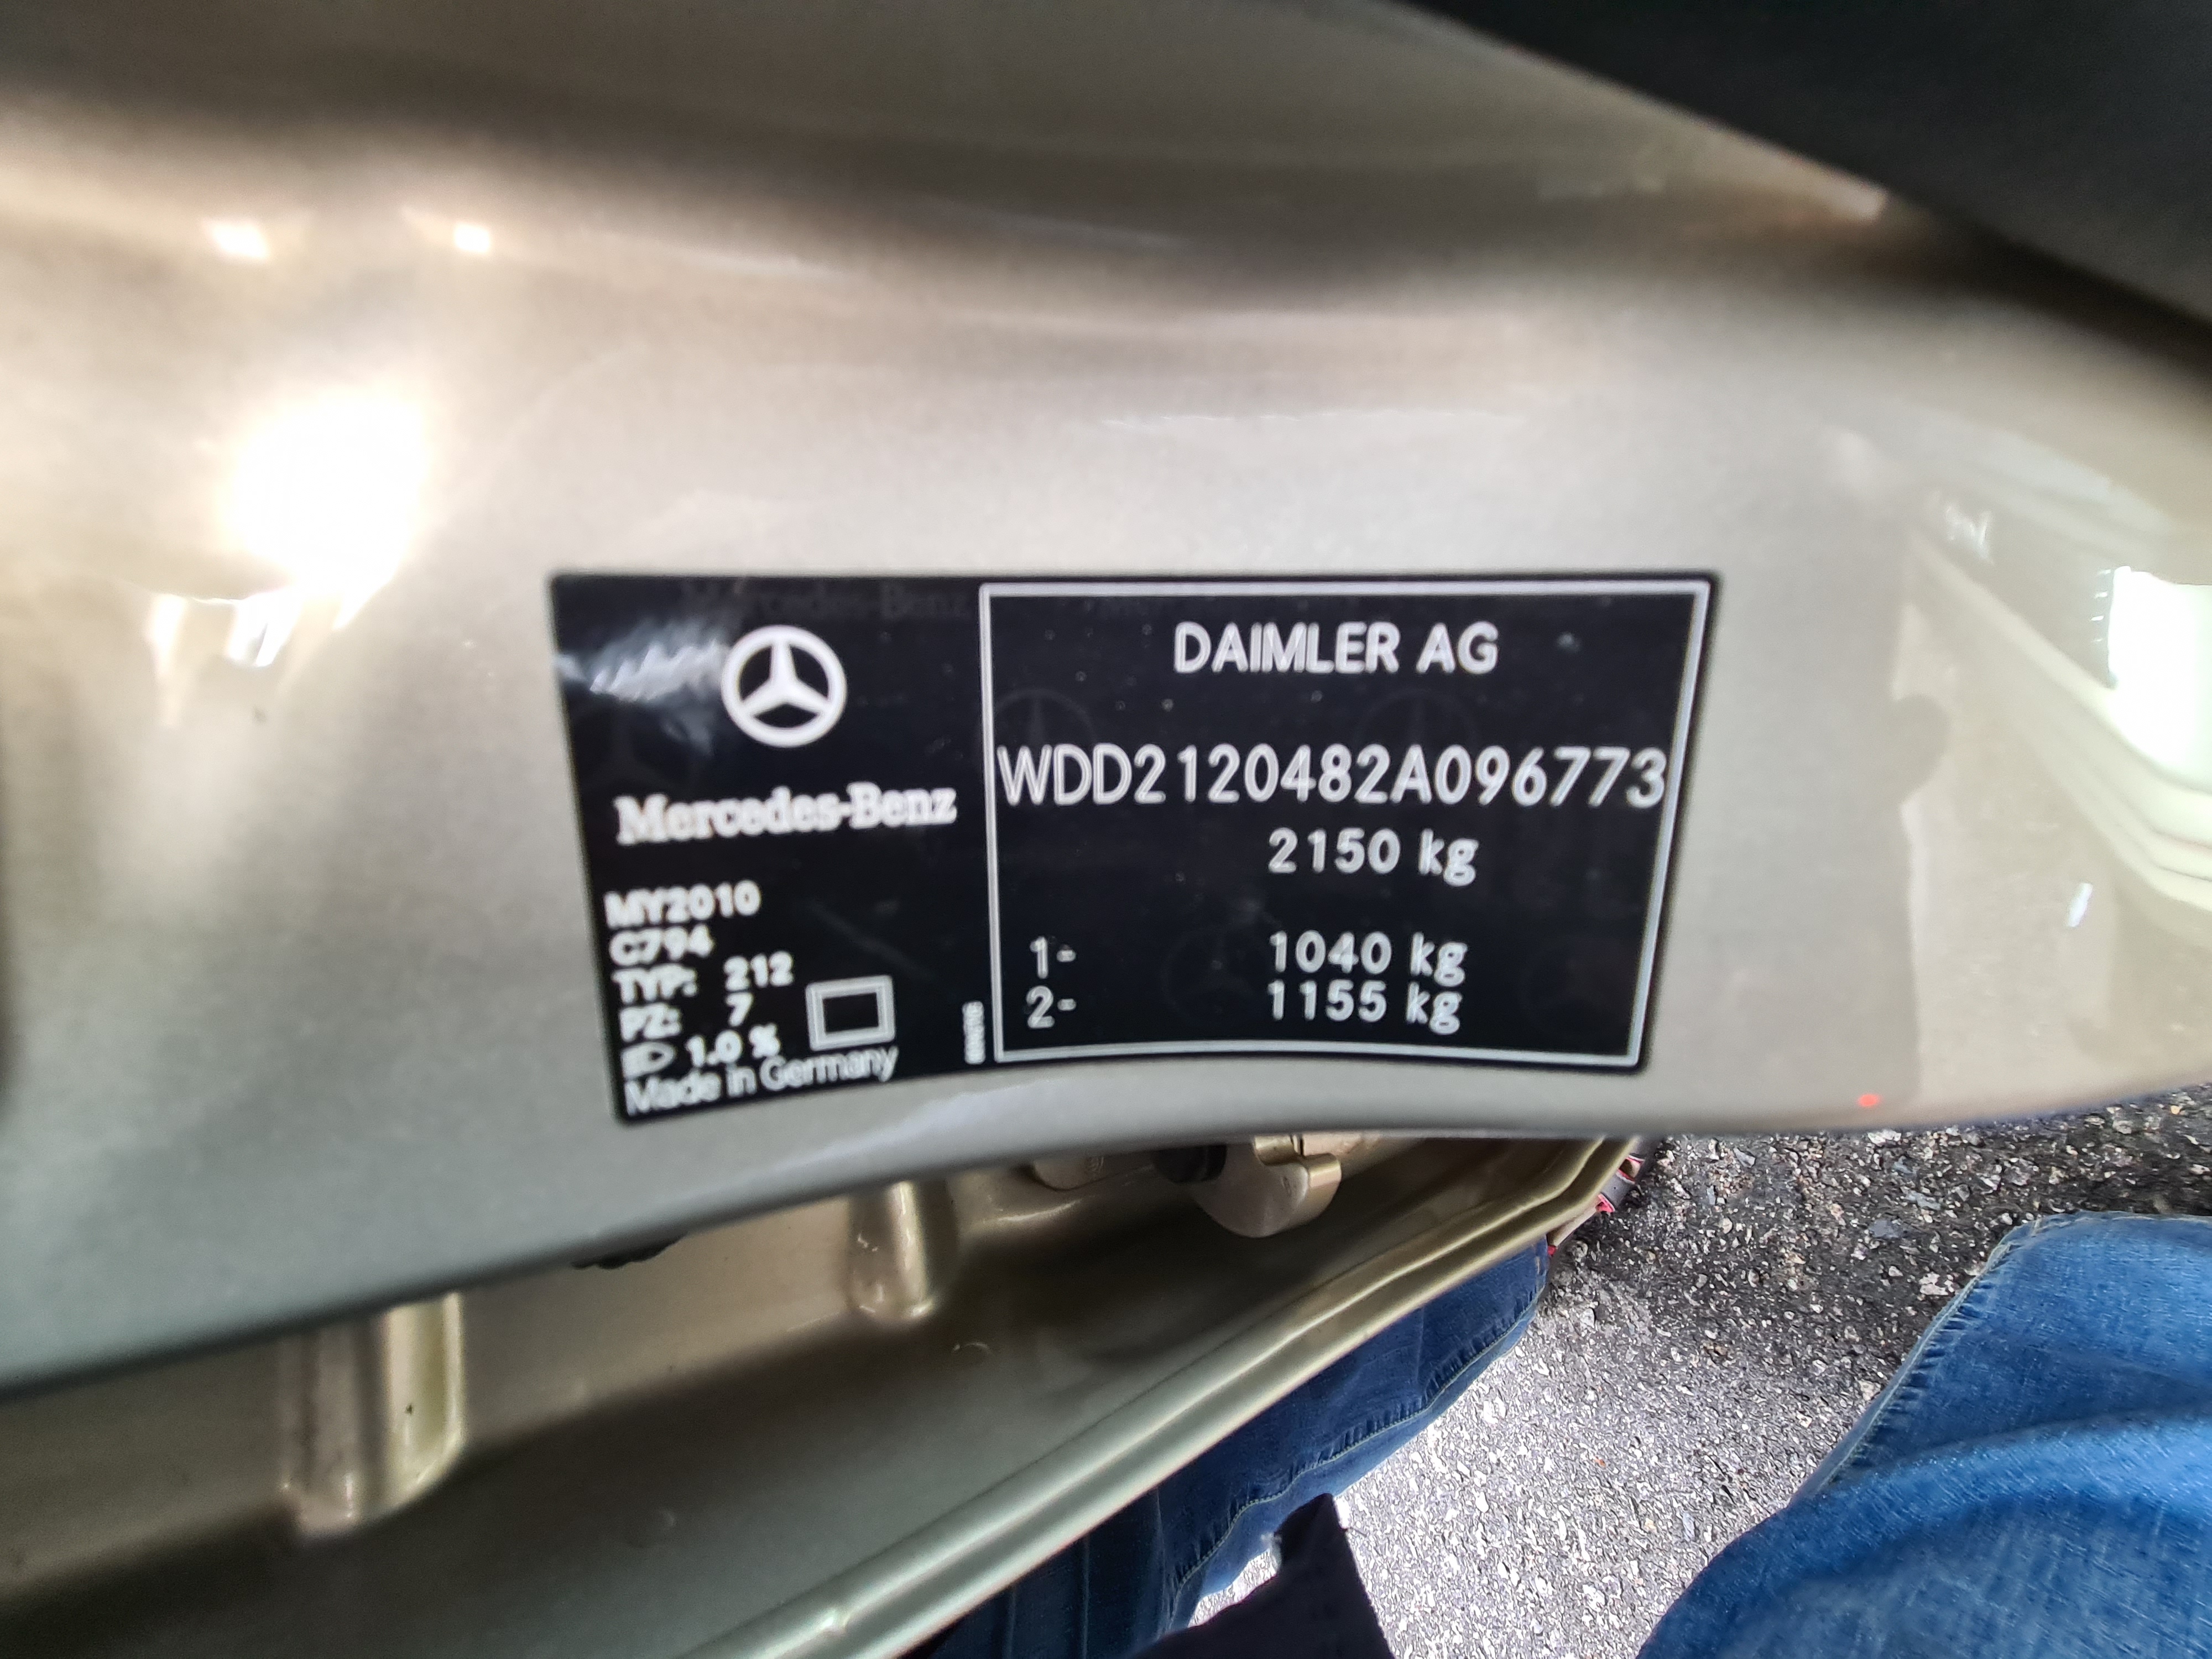 Mercedes-Benz
MY2010
C794
TYP: 212
PZ: 7
1.0 %
Made in Germany
DAIMLER AG
WDD2120482A096773
2150 kg
1- 1040 kg
2- 1155 kg